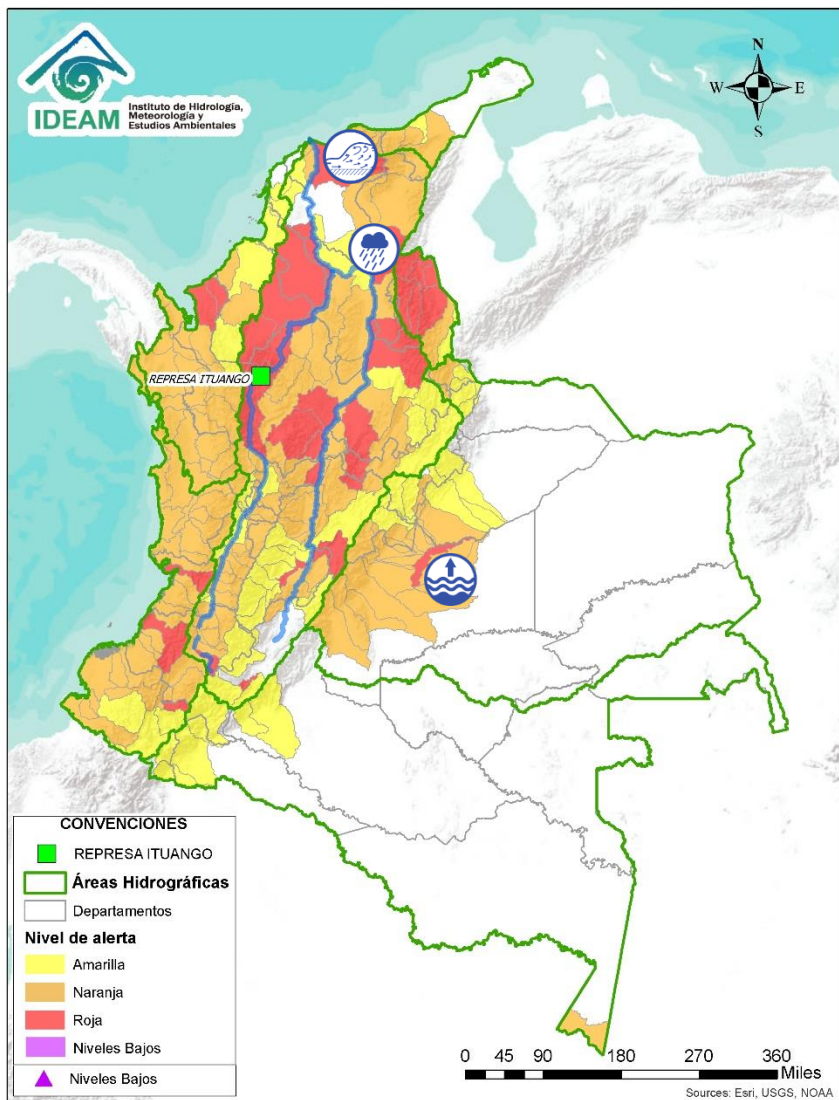 IDEAM
Instituto de Hidrología,
Meteorología y
Estudios Ambientales
N
W
E
S
REPRESA ITUANGO
CONVENCIONES
REPRESA ITUANGO
Áreas Hidrográficas
Departamentos
Nivel de alerta
Amarilla
Naranja
Roja
Niveles Bajos
Niveles Bajos
0 45 90 180 270 360
Miles
Sources: Esri, USGS, NOAA